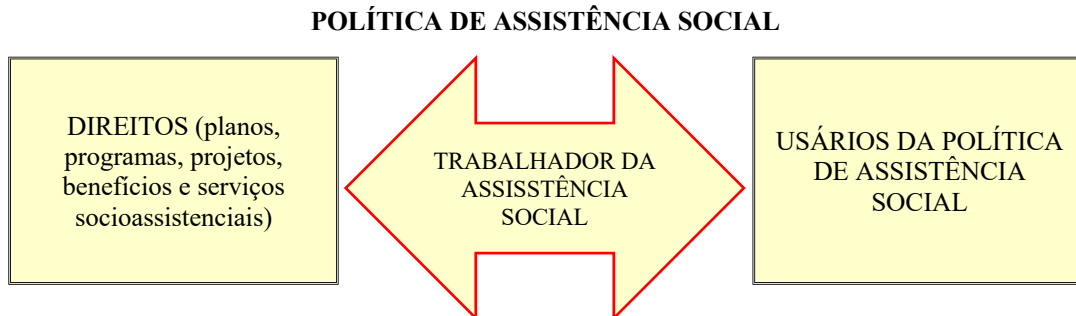 POLÍTICA DE ASSISTÊNCIA SOCIAL
DIREITOS (planos,
programas, projetos,
benefícios e serviços
socioassistenciais)
TRABALHADOR DA
ASSISSTÊNCIA
SOCIAL
USÁRIOS DA POLÍTICA
DE ASSISTÊNCIA
SOCIAL